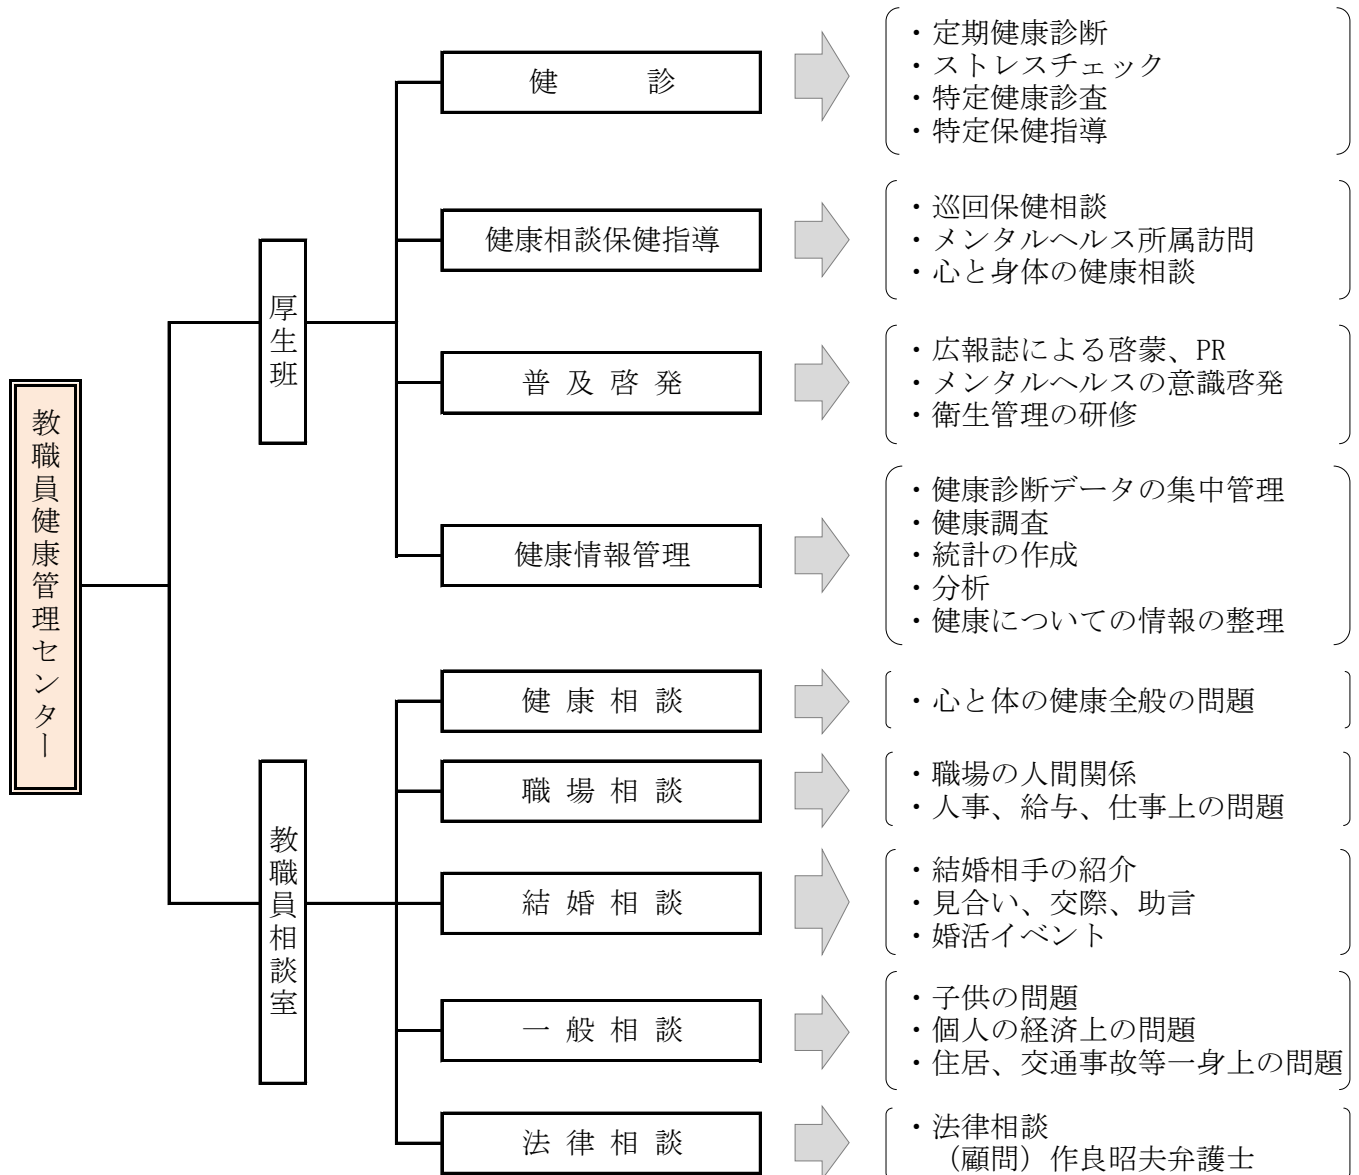 教職員健康管理センター
厚生班
健　　　診
・定期健康診断
・ストレスチェック
・特定健康診査
・特定保健指導
健康相談保健指導
・巡回保健相談
・メンタルヘルス所属訪問
・心と身体の健康相談
普 及 啓 発
・広報誌による啓蒙、PR
・メンタルヘルスの意識啓発
・衛生管理の研修
健康情報管理
・健康診断データの集中管理
・健康調査
・統計の作成
・分析
・健康についての情報の整理
教職員相談室
健 康 相 談
・心と体の健康全般の問題
職 場 相 談
・職場の人間関係
・人事、給与、仕事上の問題
結 婚 相 談
・結婚相手の紹介
・見合い、交際、助言
・婚活イベント
一 般 相 談
・子供の問題
・個人の経済上の問題
・住居、交通事故等一身上の問題
法 律 相 談
・法律相談
（顧問）作良昭夫弁護士